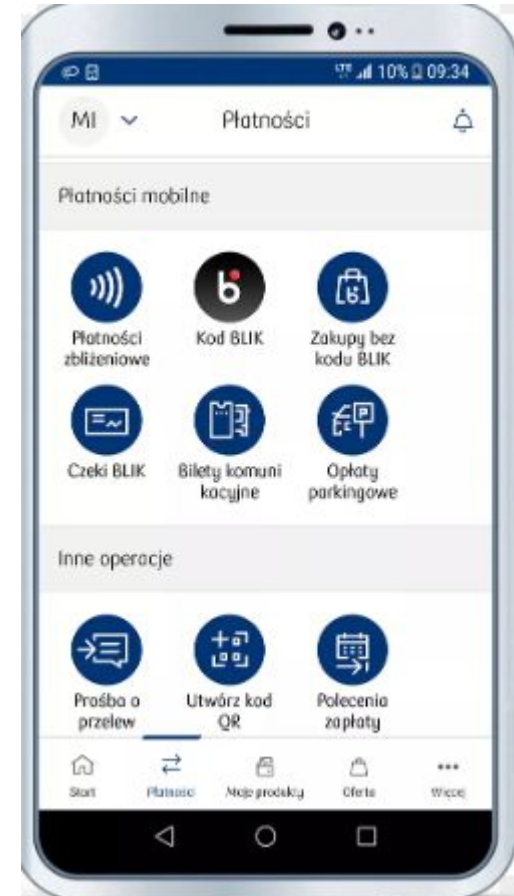 LTE 10% 09:34
MI Płatności
Płatności mobilne
Płatności zbliżeniowe
Kod BLIK
Zakupy bez kodu BLIK
Czeki BLIK
Bilety komuni
kacyjne
Opłaty parkingowe
Inne operacje
Prośba o przelew
Utwórz kod QR
Polecenia zapłaty
Start Płatności Moje produkty Oferta Więcej